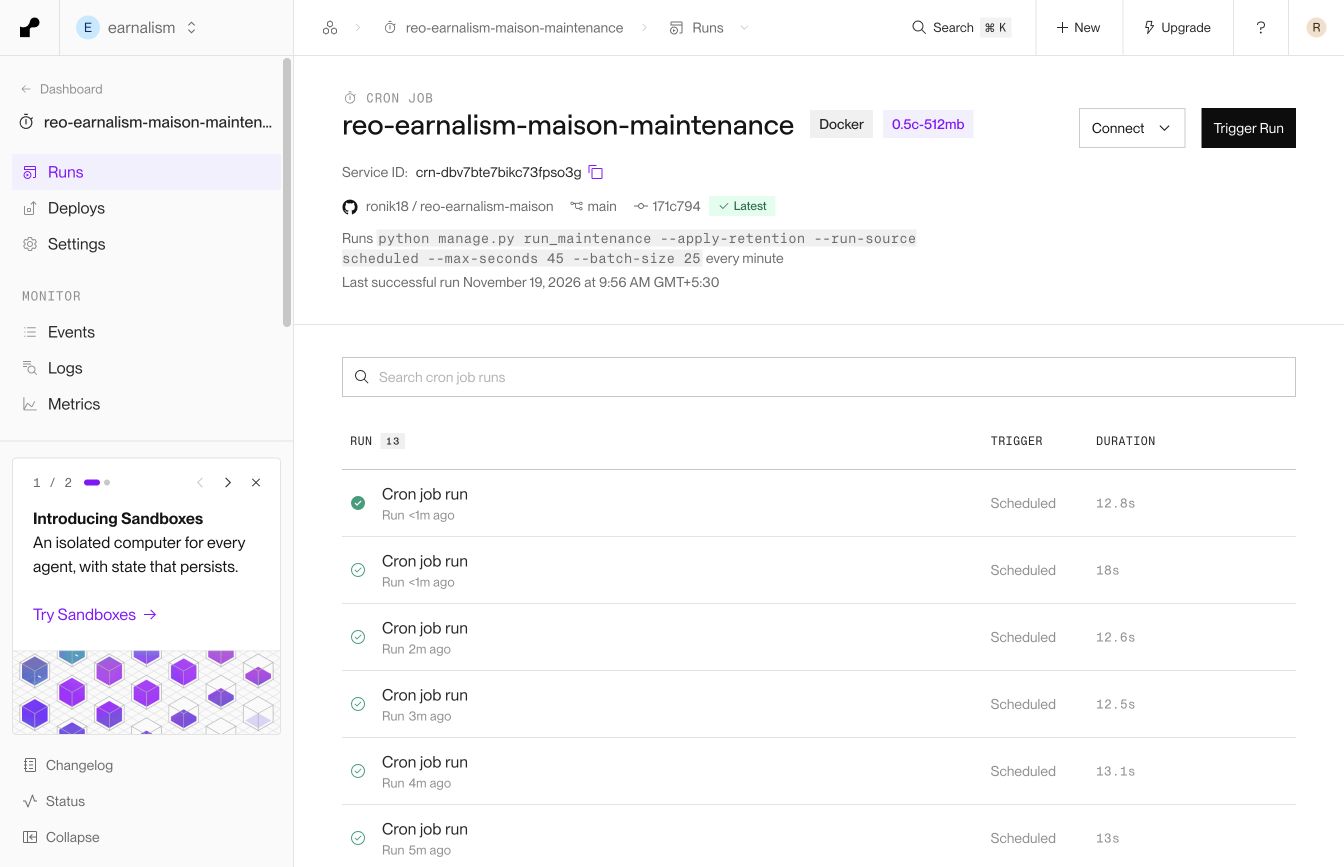 E earnalism
reo-earnalism-maison-maintenance
Runs
Search ⌘ K
+ New
Upgrade
?
R
← Dashboard
reo-earnalism-maison-mainten...
Runs
Deploys
Settings
MONITOR
Events
Logs
Metrics
1 / 2
Introducing Sandboxes
An isolated computer for every
agent, with state that persists.
Try Sandboxes →
Changelog
Status
Collapse
CRON JOB
reo-earnalism-maison-maintenance Docker 0.5c-512mb
Connect
Trigger Run
Service ID: crn-dbv7bte7bikc73fpso3g
ronik18 / reo-earnalism-maison main 171c794 Latest
Runs python manage.py run_maintenance --apply-retention --run-source
scheduled --max-seconds 45 --batch-size 25 every minute
Last successful run November 19, 2026 at 9:56 AM GMT+5:30
Search cron job runs
RUN 13 TRIGGER DURATION
Cron job run
Run <1m ago
Scheduled 12.8s
Cron job run
Run <1m ago
Scheduled 18s
Cron job run
Run 2m ago
Scheduled 12.6s
Cron job run
Run 3m ago
Scheduled 12.5s
Cron job run
Run 4m ago
Scheduled 13.1s
Cron job run
Run 5m ago
Scheduled 13s